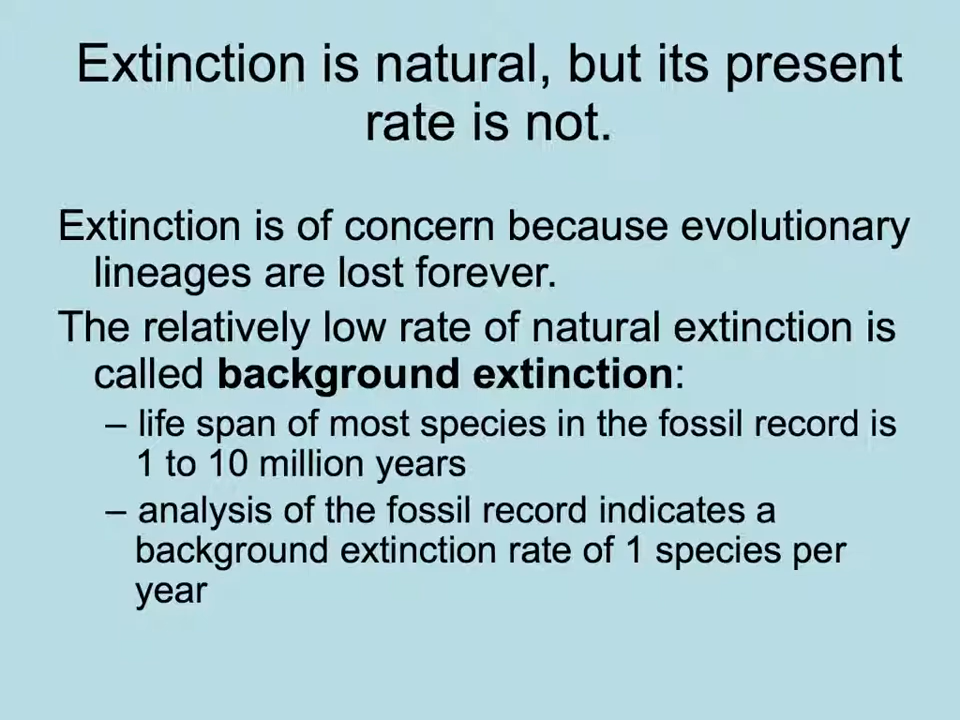 Extinction is natural, but its present
rate is not.
Extinction is of concern because evolutionary
lineages are lost forever.
The relatively low rate of natural extinction is
called background extinction:
– life span of most species in the fossil record is
1 to 10 million years
– analysis of the fossil record indicates a
background extinction rate of 1 species per
year